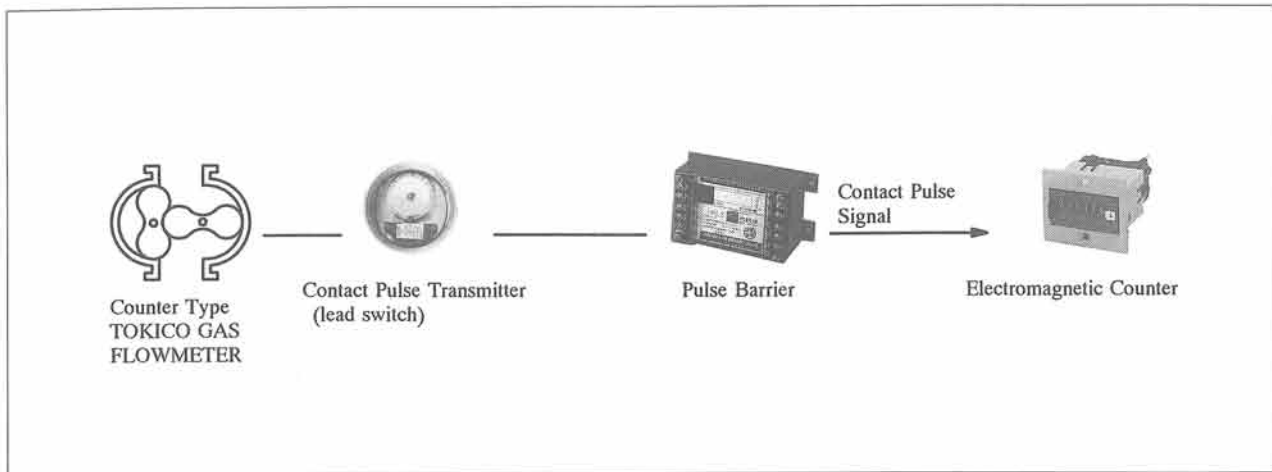 Counter Type
TOKICO GAS
FLOWMETER
Contact Pulse Transmitter
(lead switch)
Pulse Barrier
Contact Pulse
Signal
Electromagnetic Counter